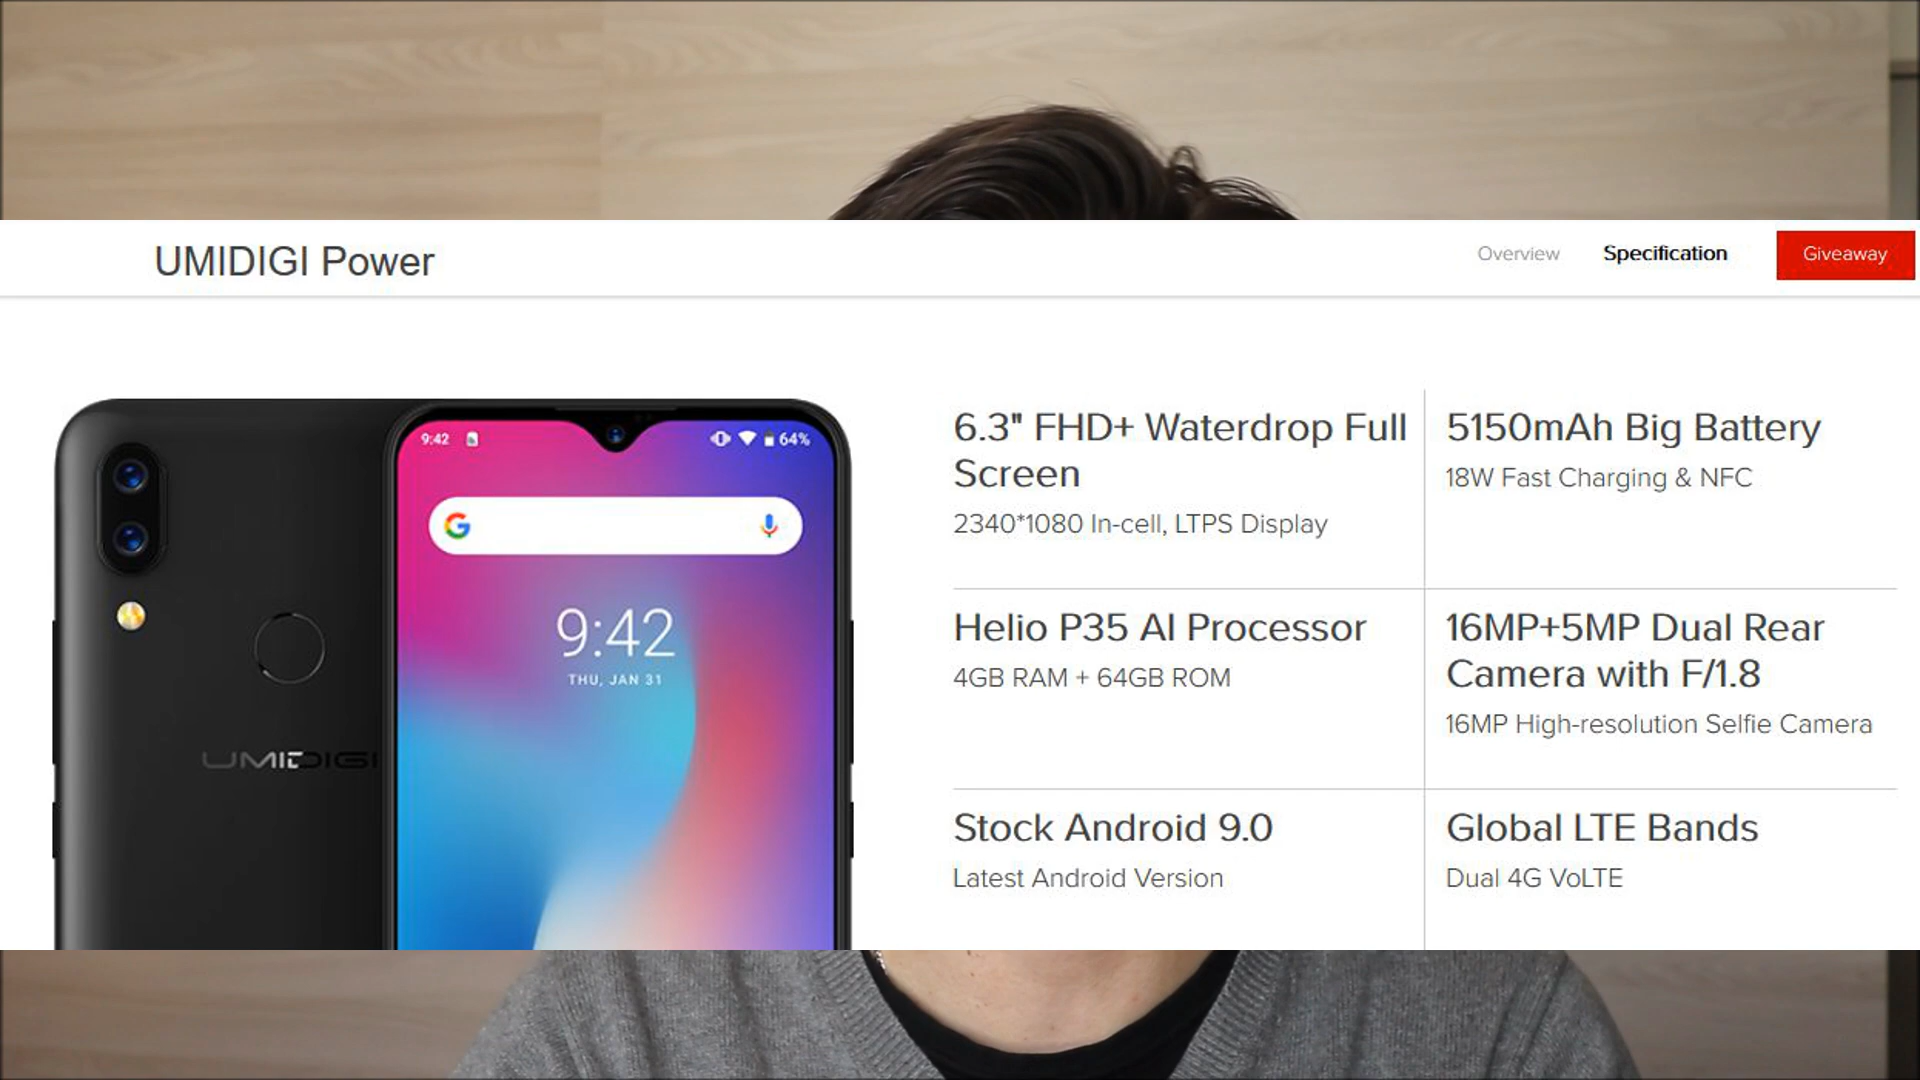 UMIDIGI Power
Overview
Specification
Giveaway
9:42
64%
9:42
THU, JAN 31
UMIDIGI
6.3" FHD+ Waterdrop Full
Screen
2340*1080 In-cell, LTPS Display
5150mAh Big Battery
18W Fast Charging & NFC
Helio P35 AI Processor
4GB RAM + 64GB ROM
16MP+5MP Dual Rear
Camera with F/1.8
16MP High-resolution Selfie Camera
Stock Android 9.0
Latest Android Version
Global LTE Bands
Dual 4G VoLTE